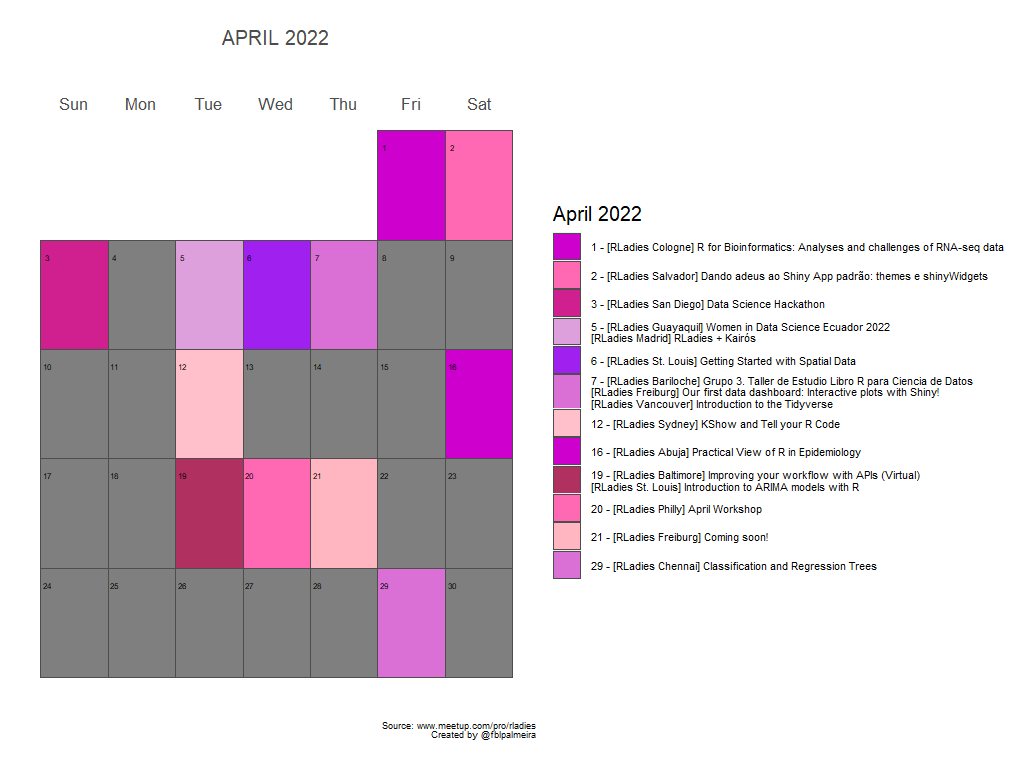 APRIL 2022
Sun Mon Tue Wed Thu Fri Sat
1 2
3 4 5 6 7 8 9
10 11 12 13 14 15 16
17 18 19 20 21 22 23
24 25 26 27 28 29 30
April 2022
1 - [RLadies Cologne] R for Bioinformatics: Analyses and challenges of RNA-seq data
2 - [RLadies Salvador] Dando adeus ao Shiny App padrão: themes e shinyWidgets
3 - [RLadies San Diego] Data Science Hackathon
5 - [RLadies Guayaquil] Women in Data Science Ecuador 2022
[RLadies Madrid] RLadies + Kairós
6 - [RLadies St. Louis] Getting Started with Spatial Data
7 - [RLadies Bariloche] Grupo 3. Taller de Estudio Libro R para Ciencia de Datos
[RLadies Freiburg] Our first data dashboard: Interactive plots with Shiny!
[RLadies Vancouver] Introduction to the Tidyverse
12 - [RLadies Sydney] KShow and Tell your R Code
16 - [RLadies Abuja] Practical View of R in Epidemiology
19 - [RLadies Baltimore] Improving your workflow with APIs (Virtual)
[RLadies St. Louis] Introduction to ARIMA models with R
20 - [RLadies Philly] April Workshop
21 - [RLadies Freiburg] Coming soon!
29 - [RLadies Chennai] Classification and Regression Trees
Source: www.meetup.com/pro/rladies
Created by @fblpalmeira